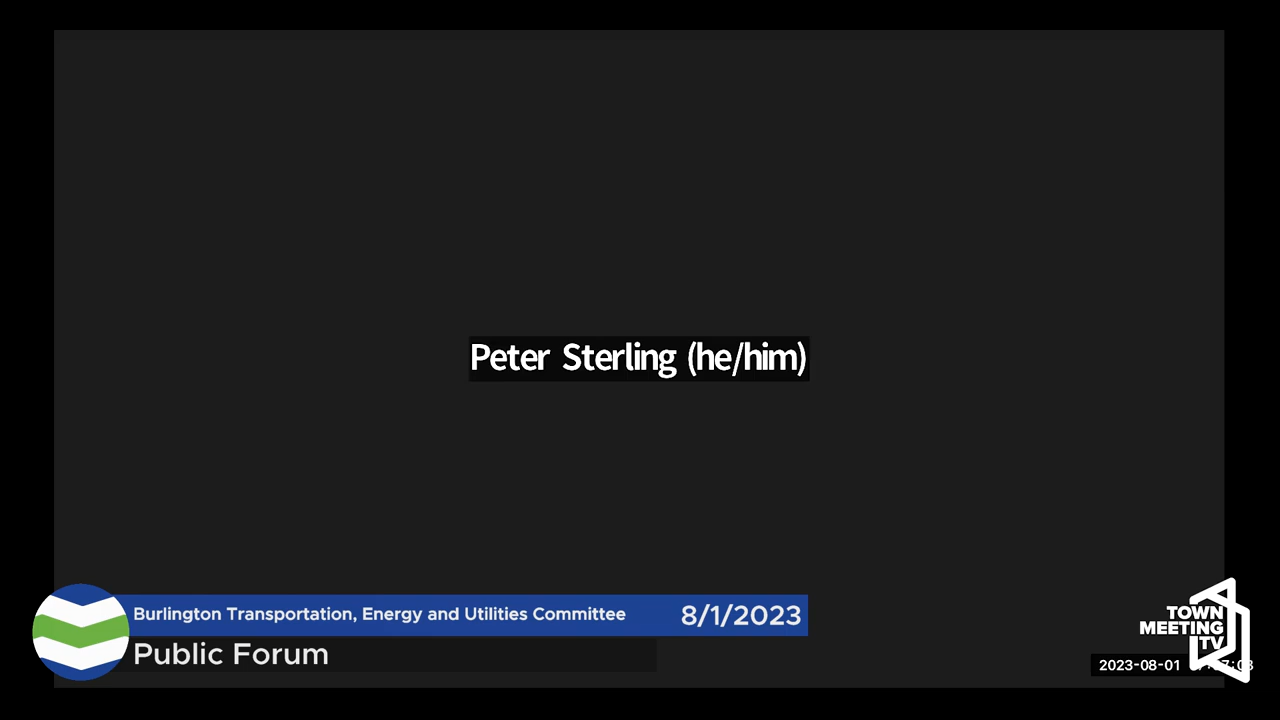 Peter Sterling (he/him)
Burlington Transportation, Energy and Utilities Committee 8/1/2023
Public Forum
TOWN
MEETING
TV
2023-08-01